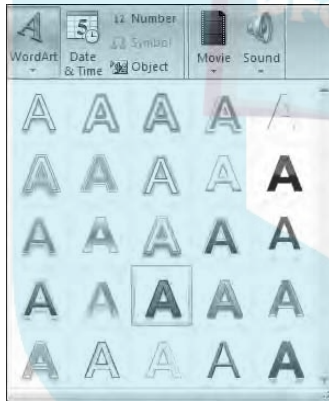 WordArt
Date & Time
Number
Symbol
Object
Movie
Sound
A A A A A
A A A A A
A A A A A
A A A A A
A A A A A